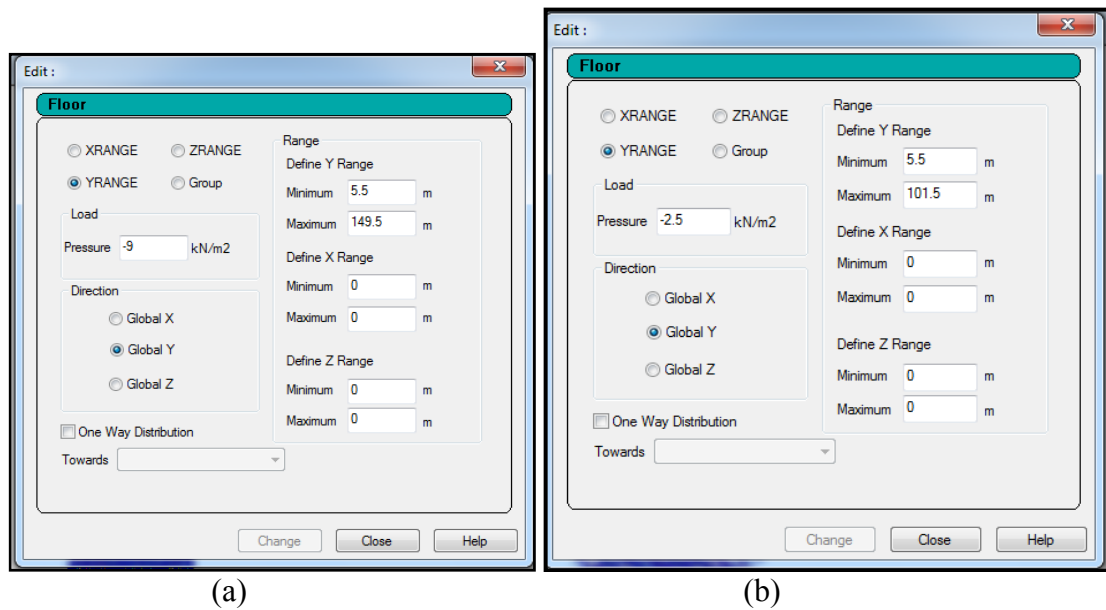 Edit :
Floor
XRANGE ZRANGE
YRANGE Group
Load
Pressure -9 kN/m2
Direction
Global X
Global Y
Global Z
One Way Distribution
Towards
Range
Define Y Range
Minimum 5.5 m
Maximum 149.5 m
Define X Range
Minimum 0 m
Maximum 0 m
Define Z Range
Minimum 0 m
Maximum 0 m
Change Close Help
(a)
Edit :
Floor
XRANGE ZRANGE
YRANGE Group
Load
Pressure -2.5 kN/m2
Direction
Global X
Global Y
Global Z
One Way Distribution
Towards
Range
Define Y Range
Minimum 5.5 m
Maximum 101.5 m
Define X Range
Minimum 0 m
Maximum 0 m
Define Z Range
Minimum 0 m
Maximum 0 m
Change Close Help
(b)